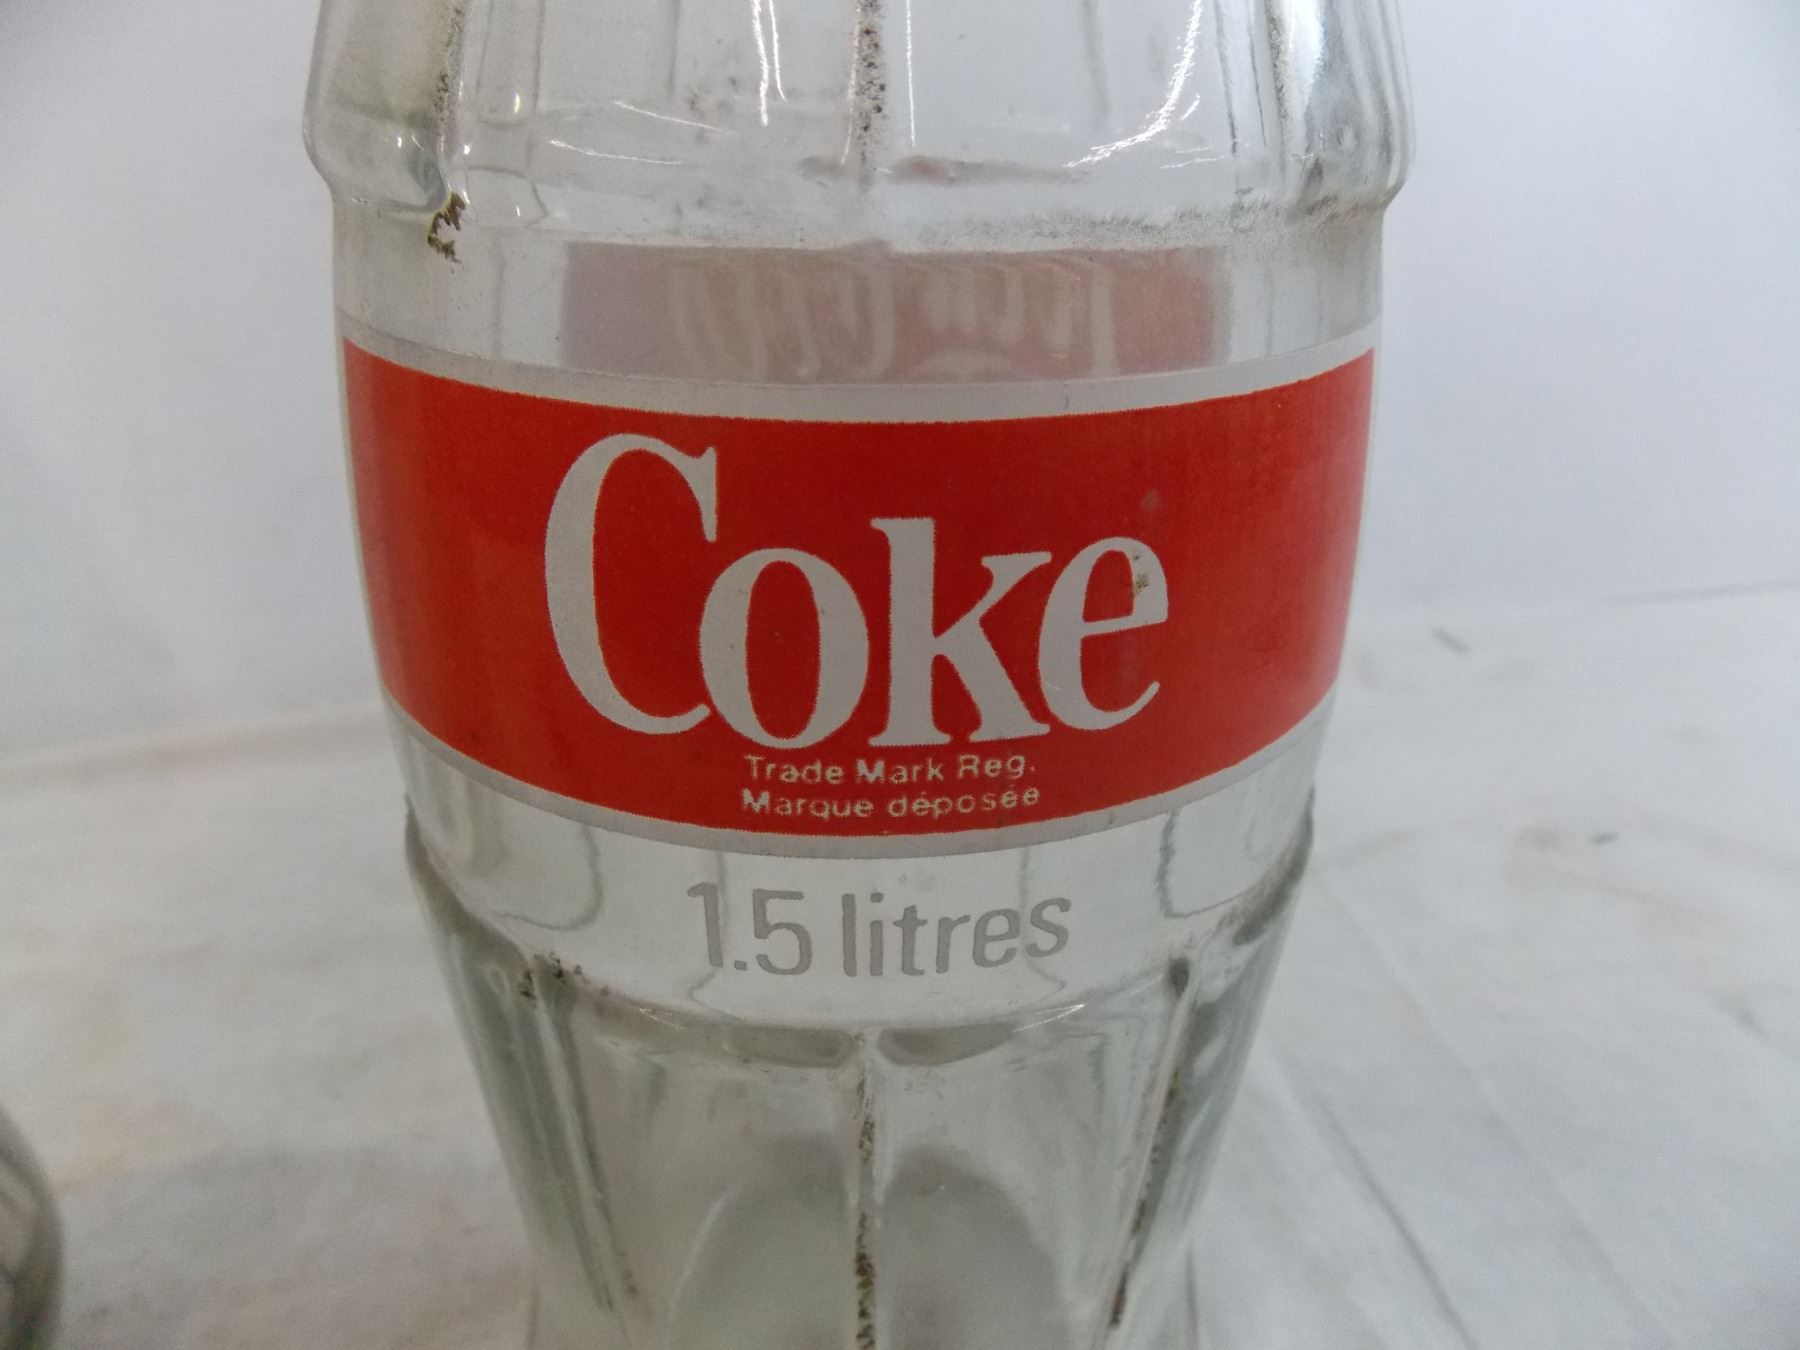 Coke
Trade Mark Reg.
Marque déposée
1.5 litres